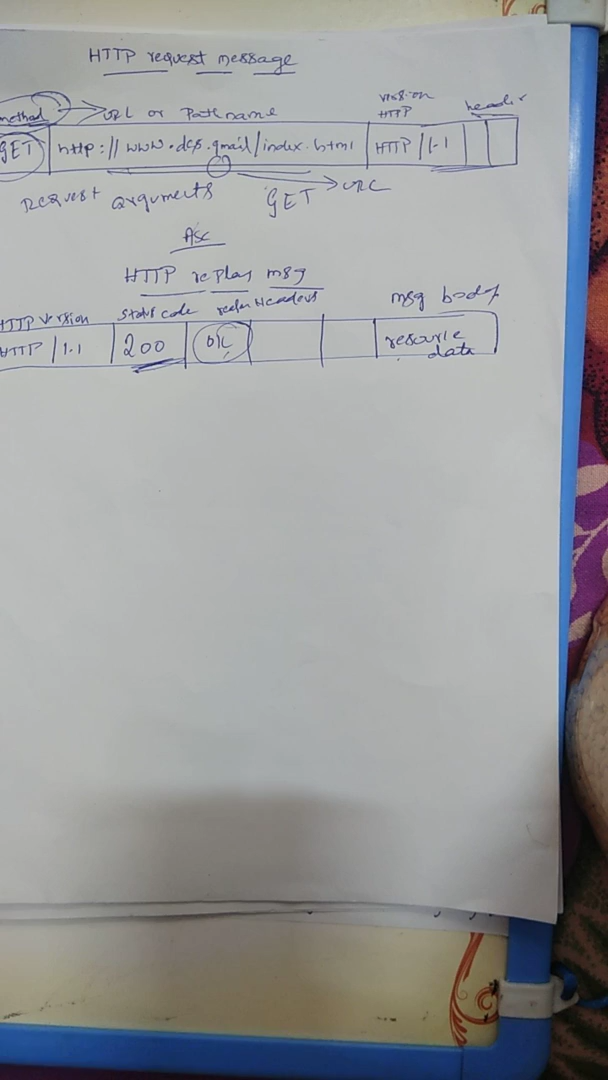 HTTP request message
method → URL or Pathname version HTTP header
GET http://www.dcs.gmail/index.html HTTP/1.1
Request arguments GET → URL
HTTP replay msg
HTTP version status code Headers msg body
HTTP/1.1 200 resource data